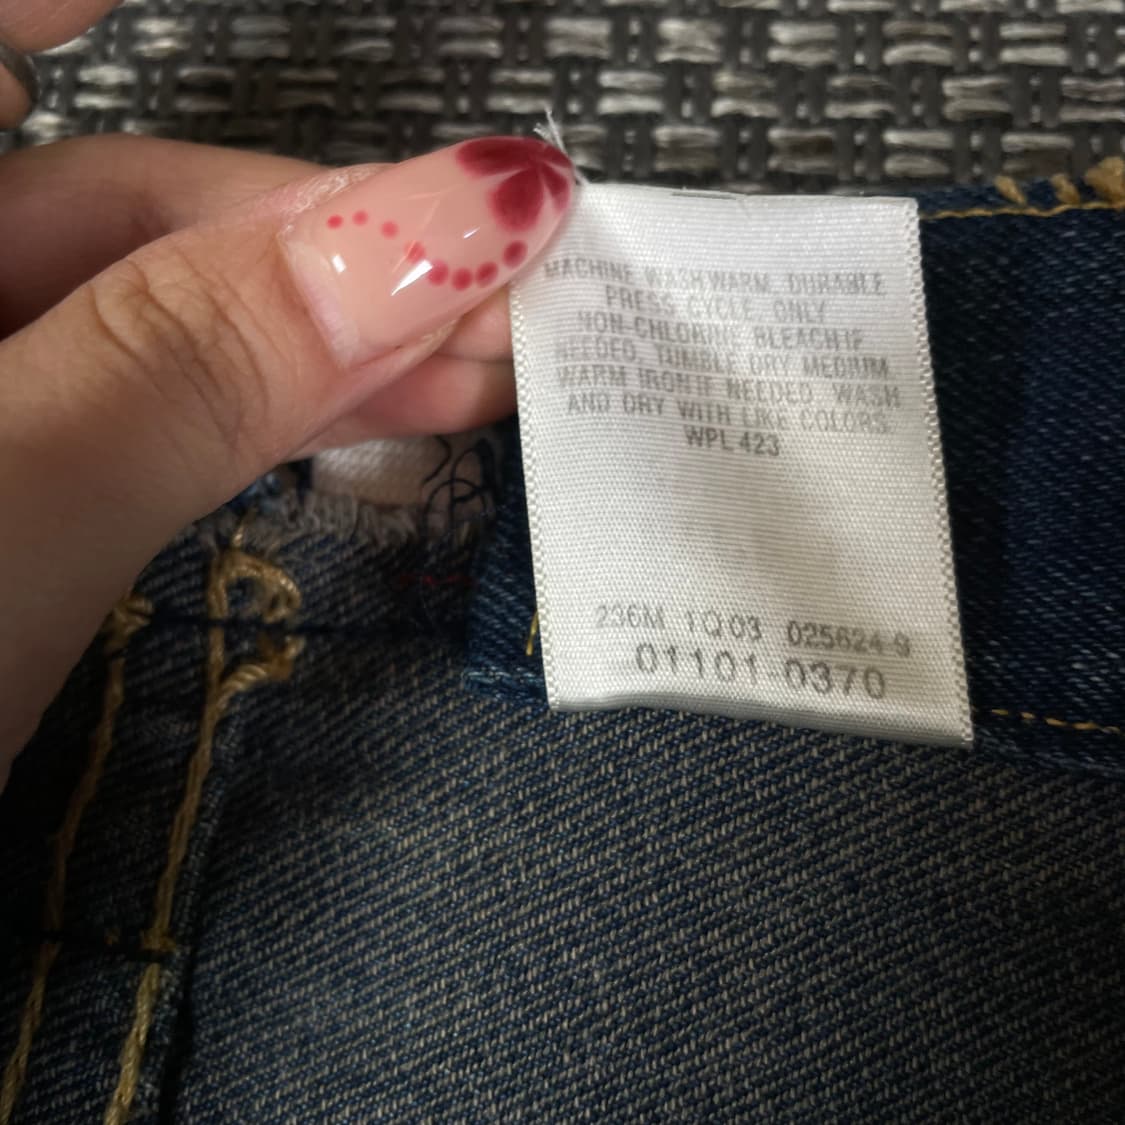 MACHINE WASH WARM, DURABLE
PRESS CYCLE ONLY
NON-CHLORINE BLEACH IF
NEEDED, TUMBLE DRY MEDIUM
WARM IRON IF NEEDED. WASH
AND DRY WITH LIKE COLORS
WPL 423
236M 1Q03 025624-9
01101-0370